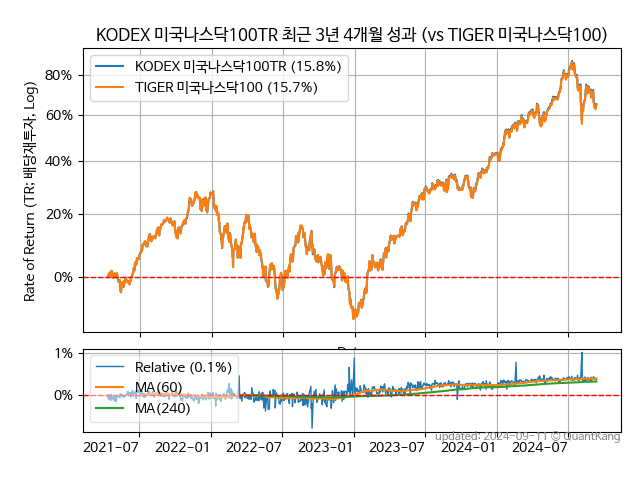 KODEX 미국나스닥100TR 최근 3년 4개월 성과 (vs TIGER 미국나스닥100)
Rate of Return (TR: 배당재투자, Log)
80%
60%
40%
20%
0%
KODEX 미국나스닥100TR (15.8%)
TIGER 미국나스닥100 (15.7%)
1%
0%
Relative (0.1%)
MA(60)
MA(240)
2021-07 2022-01 2022-07 2023-01 2023-07 2024-01 2024-07
updated: 2024-09-11 © QuantKang